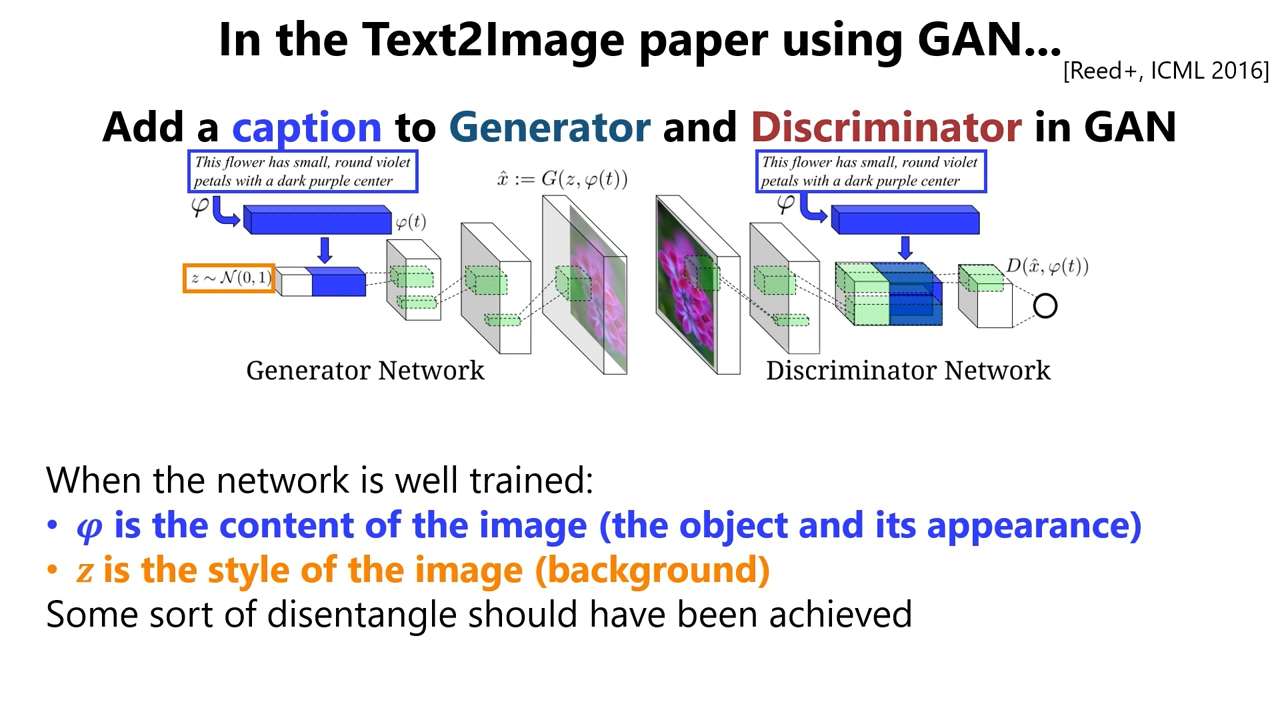 In the Text2Image paper using GAN...
[Reed+, ICML 2016]
Add a caption to Generator and Discriminator in GAN
This flower has small, round violet
petals with a dark purple center
φ
φ(t)
z ~ 𝒩(0, 1)
x̂ := G(z, φ(t))
Generator Network
This flower has small, round violet
petals with a dark purple center
φ
D(x̂, φ(t))
Discriminator Network
When the network is well trained:
• φ is the content of the image (the object and its appearance)
• z is the style of the image (background)
Some sort of disentangle should have been achieved